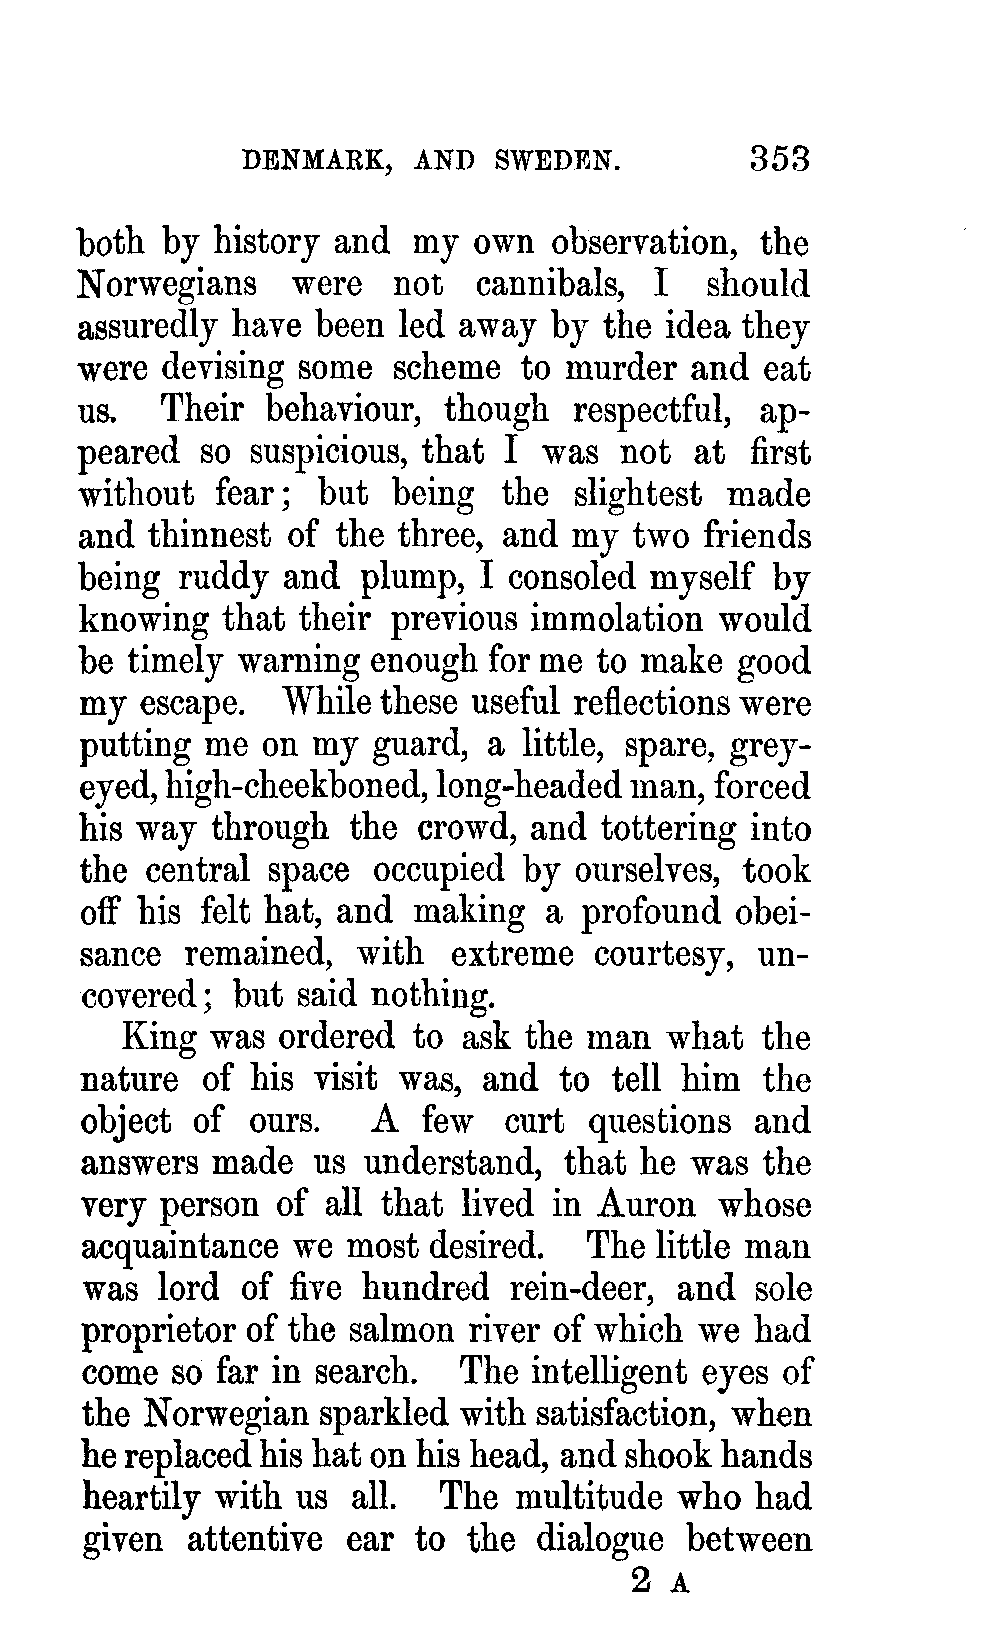 DENMARK, AND SWEDEN. 353
both by history and my own observation, the
Norwegians were not cannibals, I should
assuredly have been led away by the idea they
were devising some scheme to murder and eat
us. Their behaviour, though respectful, ap-
peared so suspicious, that I was not at first
without fear; but being the slightest made
and thinnest of the three, and my two friends
being ruddy and plump, I consoled myself by
knowing that their previous immolation would
be timely warning enough for me to make good
my escape. While these useful reflections were
putting me on my guard, a little, spare, grey-
eyed, high-cheekboned, long-headed man, forced
his way through the crowd, and tottering into
the central space occupied by ourselves, took
off his felt hat, and making a profound obei-
sance remained, with extreme courtesy, un-
covered; but said nothing.
King was ordered to ask the man what the
nature of his visit was, and to tell him the
object of ours. A few curt questions and
answers made us understand, that he was the
very person of all that lived in Auron whose
acquaintance we most desired. The little man
was lord of five hundred rein-deer, and sole
proprietor of the salmon river of which we had
come so far in search. The intelligent eyes of
the Norwegian sparkled with satisfaction, when
he replaced his hat on his head, and shook hands
heartily with us all. The multitude who had
given attentive ear to the dialogue between
2 A